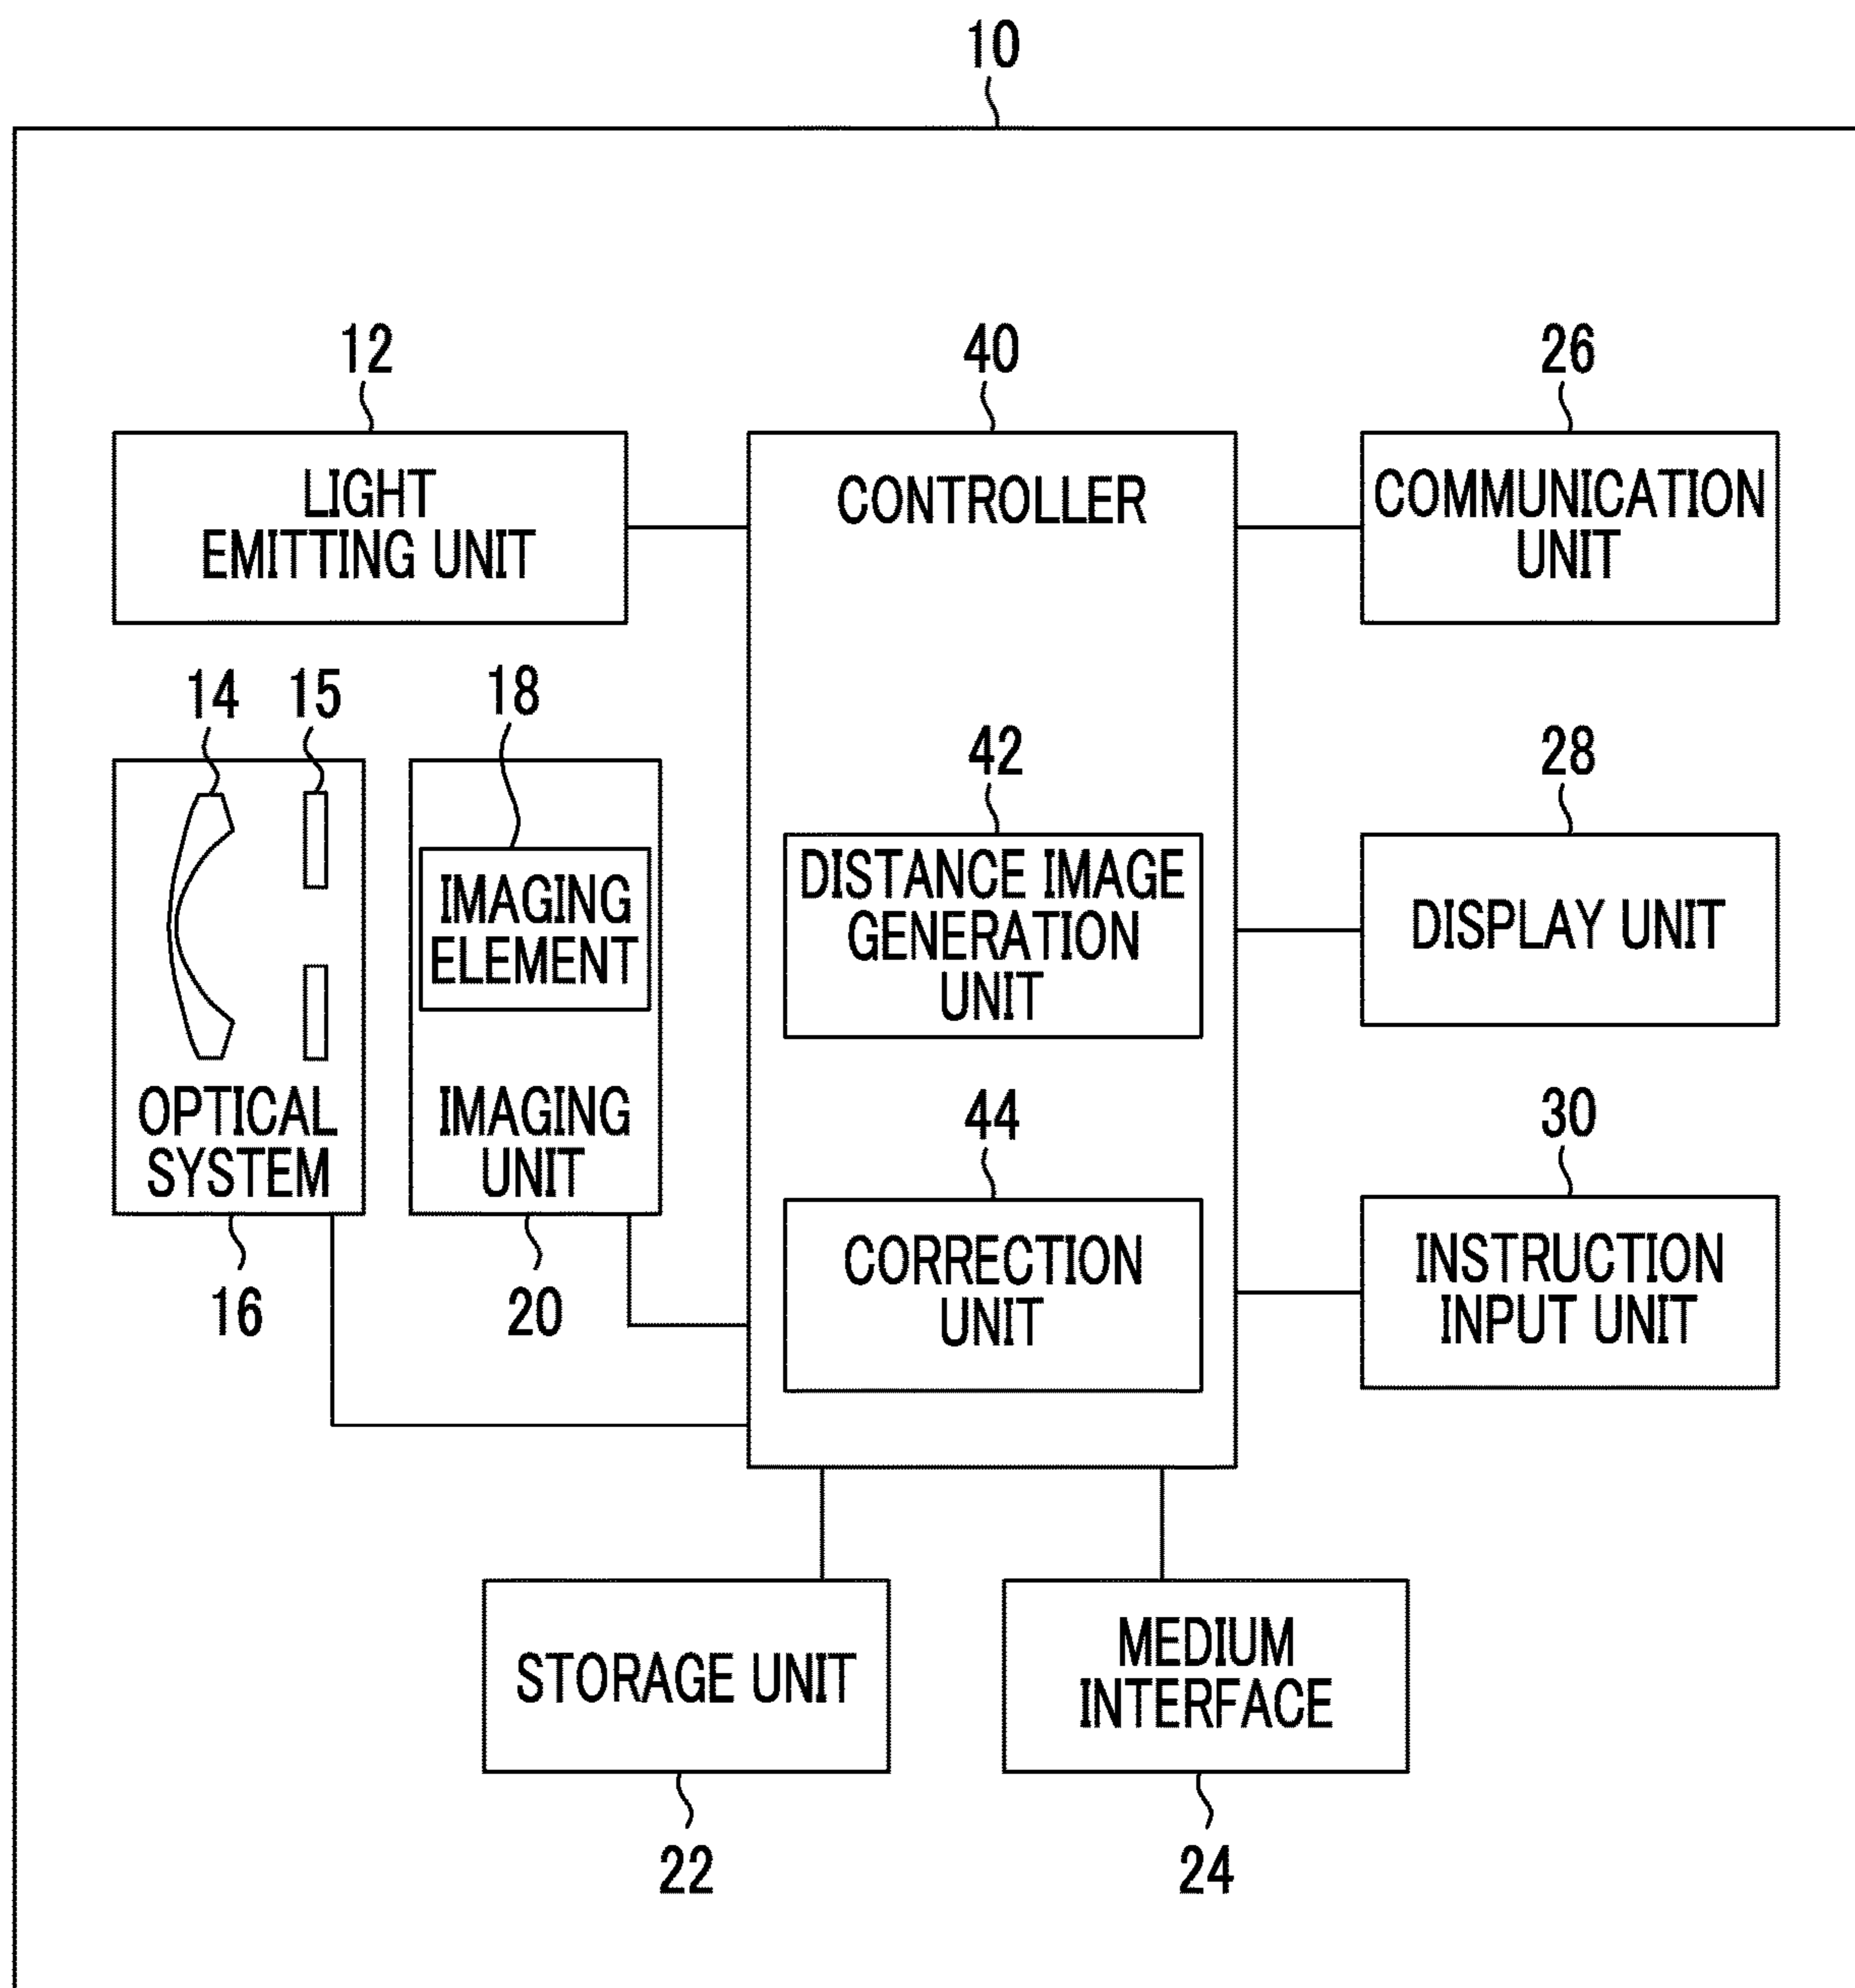 10
12
40
26
LIGHT
EMITTING UNIT
CONTROLLER
COMMUNICATION
UNIT
14
15
18
42
28
IMAGING
ELEMENT
DISTANCE IMAGE
GENERATION
UNIT
DISPLAY UNIT
OPTICAL
SYSTEM
IMAGING
UNIT
44
30
16
20
CORRECTION
UNIT
INSTRUCTION
INPUT UNIT
STORAGE UNIT
MEDIUM
INTERFACE
22
24